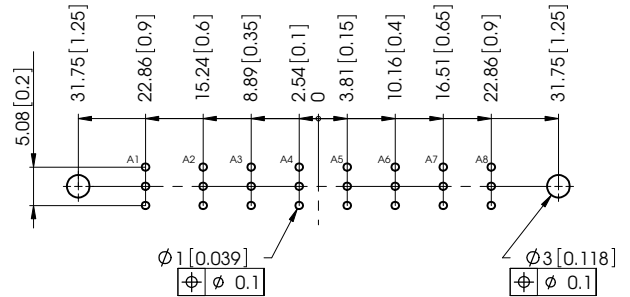 31.75 [1.25]
22.86 [0.9]
15.24 [0.6]
8.89 [0.35]
2.54 [0.1]
0
3.81 [0.15]
10.16 [0.4]
16.51 [0.65]
22.86 [0.9]
31.75 [1.25]
5.08 [0.2]
A1 A2 A3 A4 A5 A6 A7 A8
Ø1 [0.039]
⌖ Ø 0.1
Ø3 [0.118]
⌖ Ø 0.1